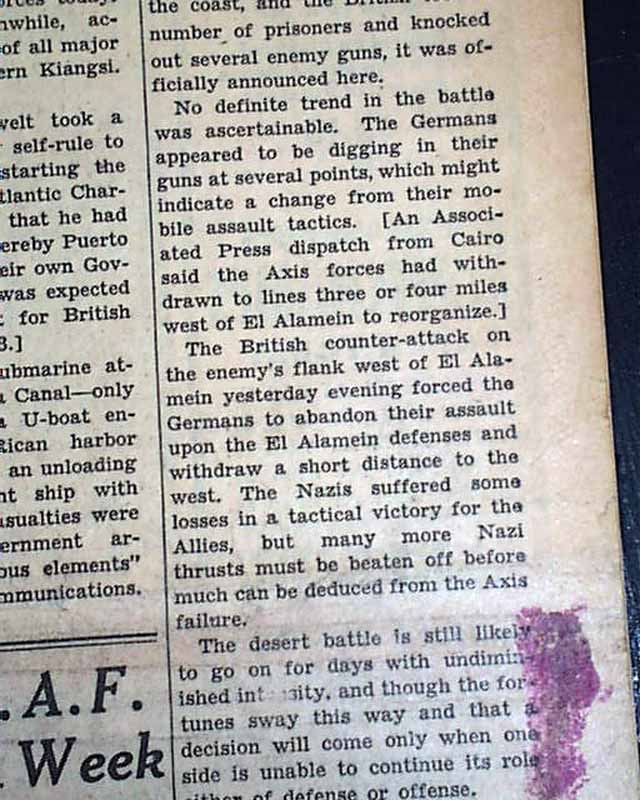 nwhile, ac-
of all major
ern Kiangsi.
welt took a
self-rule to
starting the
tlantic Char-
that he had
ereby Puerto
eir own Gov-
was expected
for British
3.]
ubmarine at-
Canal—only
a U-boat en-
Rican harbor
an unloading
nt ship with
asualties were
ernment ar-
ous elements"
mmunications.
.A.F.
Week
the coast, and the British
number of prisoners and knocked
out several enemy guns, it was of-
ficially announced here.
No definite trend in the battle
was ascertainable. The Germans
appeared to be digging in their
guns at several points, which might
indicate a change from their mo-
bile assault tactics. [An Associ-
ated Press dispatch from Cairo
said the Axis forces had with-
drawn to lines three or four miles
west of El Alamein to reorganize.]
The British counter-attack on
the enemy's flank west of El Ala-
mein yesterday evening forced the
Germans to abandon their assault
upon the El Alamein defenses and
withdraw a short distance to the
west. The Nazis suffered some
losses in a tactical victory for the
Allies, but many more Nazi
thrusts must be beaten off before
much can be deduced from the Axis
failure.
The desert battle is still likely
to go on for days with undimin-
ished and though the for-
tunes sway this way and that a
decision will come only when one
side is unable to continue its role
either of defense or offense.